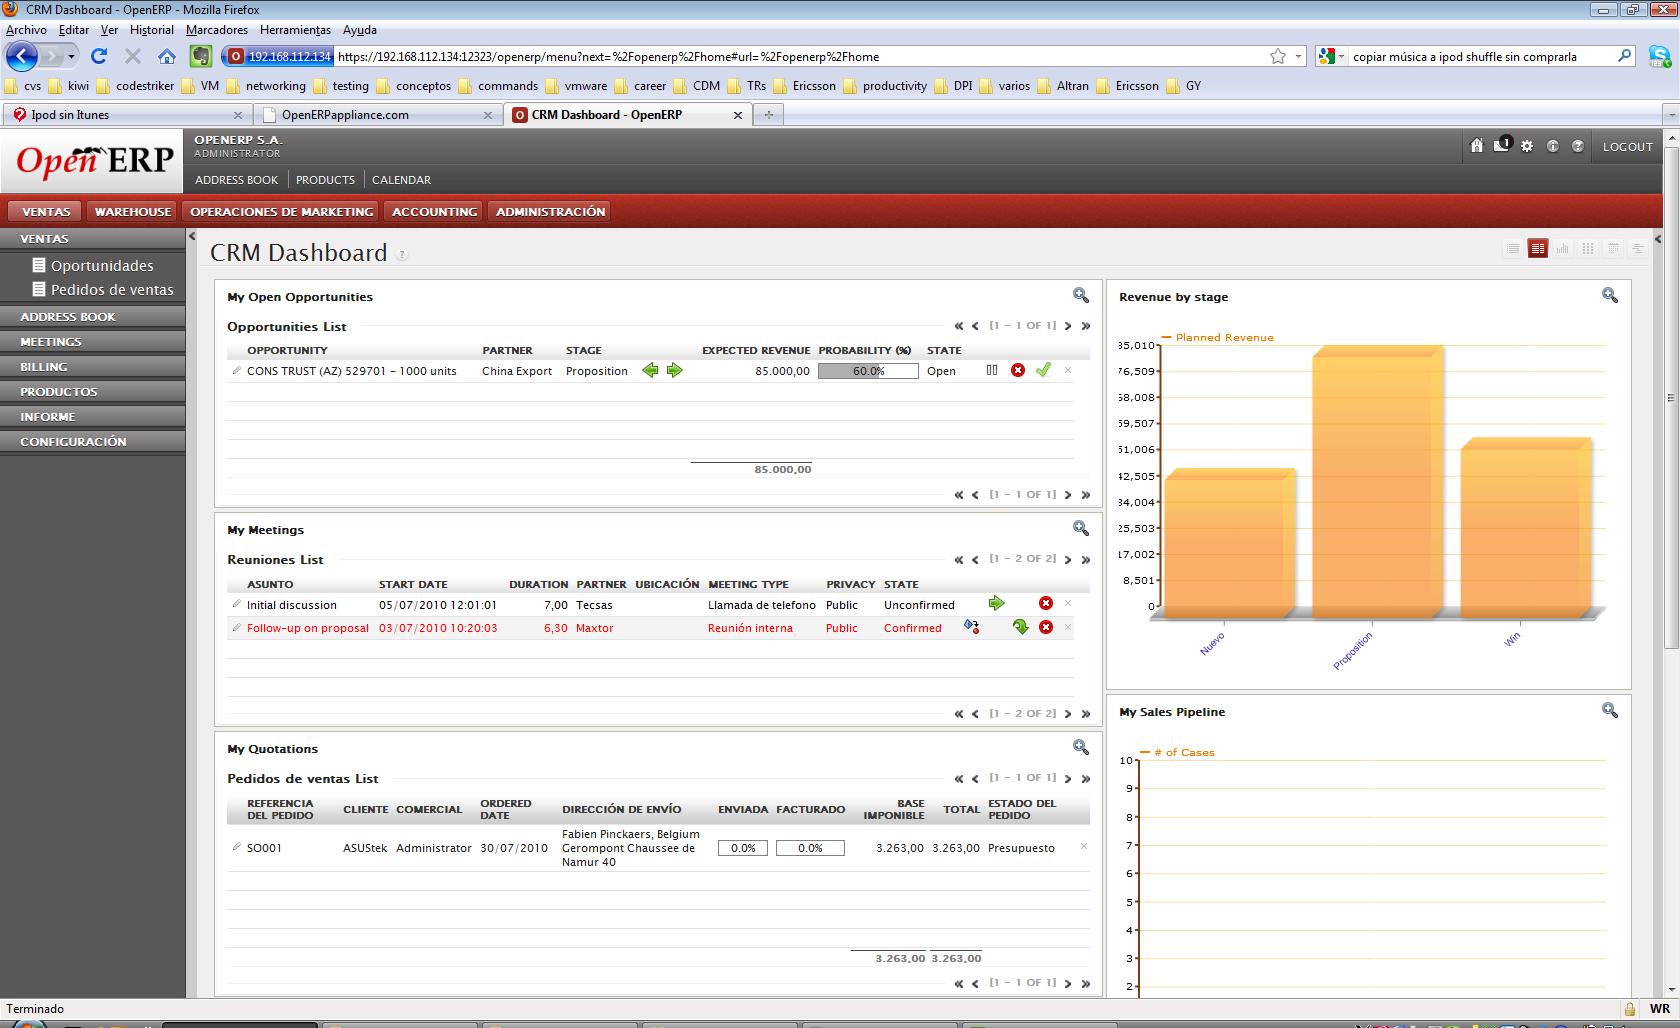 CRM Dashboard - OpenERP - Mozilla Firefox
Archivo Editar Ver Historial Marcadores Herramientas Ayuda
192.168.112.134 https://192.168.112.134:12323/openerp/menu?next=%2Fopenerp%2Fhome#url=%2Fopenerp%2Fhome
copiar música a ipod shuffle sin comprarla
cvs kiwi codestriker VM networking testing conceptos commands vmware career CDM TRs Ericsson productivity DPI varios Altran Ericsson GY
Ipod sin Itunes
OpenERPappliance.com
CRM Dashboard - OpenERP
Open ERP
OPENERP S.A.
ADMINISTRATOR
1
LOGOUT
ADDRESS BOOK PRODUCTS CALENDAR
VENTAS WAREHOUSE OPERACIONES DE MARKETING ACCOUNTING ADMINISTRACIÓN
VENTAS
Oportunidades
Pedidos de ventas
ADDRESS BOOK
MEETINGS
BILLING
PRODUCTOS
INFORME
CONFIGURACIÓN
CRM Dashboard ?
My Open Opportunities
Opportunities List
[1 - 1 OF 1]
OPPORTUNITY PARTNER STAGE EXPECTED REVENUE PROBABILITY (%) STATE
CONS TRUST (AZ) 529701 - 1000 units China Export Proposition 85.000,00 60.0% Open
85.000,00
[1 - 1 OF 1]
My Meetings
Reuniones List
[1 - 2 OF 2]
ASUNTO START DATE DURATION PARTNER UBICACIÓN MEETING TYPE PRIVACY STATE
Initial discussion 05/07/2010 12:01:01 7,00 Tecsas Llamada de telefono Public Unconfirmed
Follow-up on proposal 03/07/2010 10:20:03 6,30 Maxtor Reunión interna Public Confirmed
[1 - 2 OF 2]
My Quotations
Pedidos de ventas List
[1 - 1 OF 1]
REFERENCIA DEL PEDIDO CLIENTE COMERCIAL ORDERED DATE DIRECCIÓN DE ENVÍO ENVIADA FACTURADO BASE IMPONIBLE TOTAL ESTADO DEL PEDIDO
SO001 ASUStek Administrator 30/07/2010 Fabien Pinckaers, Belgium Gerompont Chaussee de Namur 40 0.0% 0.0% 3.263,00 3.263,00 Presupuesto
3.263,00 3.263,00
[1 - 1 OF 1]
Revenue by stage
Planned Revenue
35,010
76,509
58,008
59,507
51,006
42,505
34,004
25,503
17,002
8,501
0
Nuevo
Proposition
Win
My Sales Pipeline
# of Cases
10
9
8
7
6
5
4
3
2
Terminado
WR